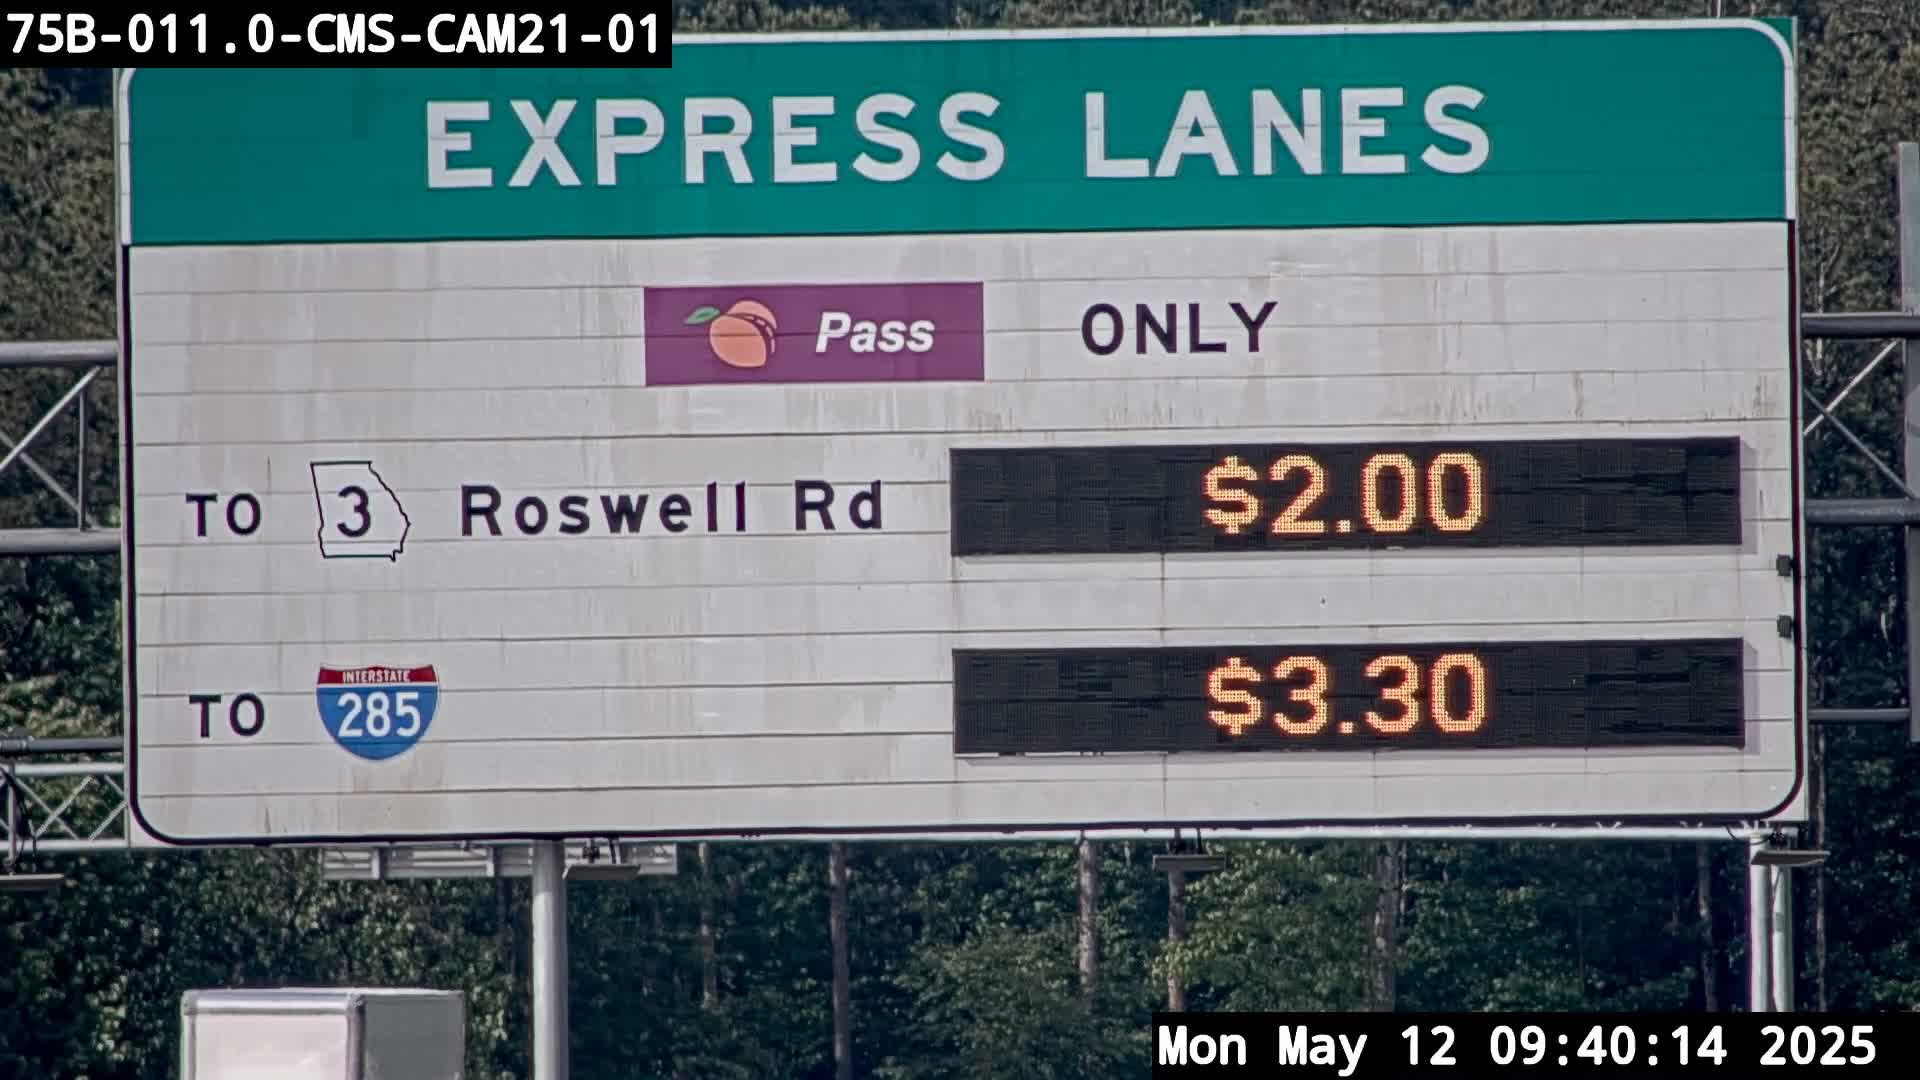 75B-011.0-CMS-CAM21-01
EXPRESS LANES
Pass ONLY
TO 3 Roswell Rd $2.00
INTERSTATE
TO 285 $3.30
Mon May 12 09:40:14 2025